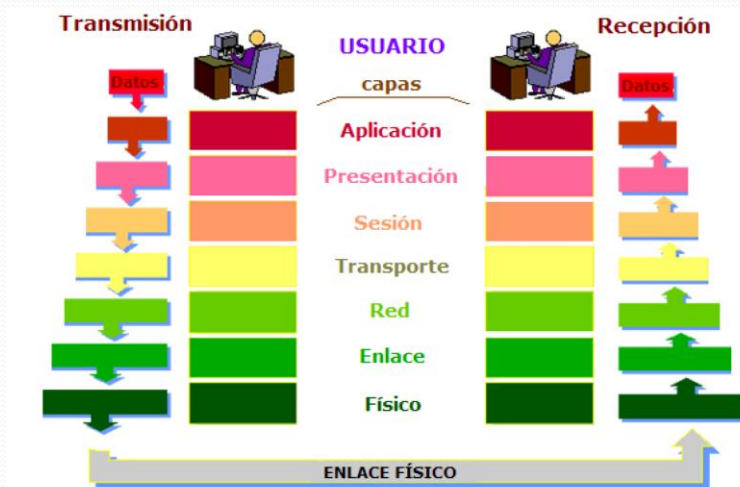 Transmisión
USUARIO
Recepción
Datos
capas
Datos
Aplicación
Presentación
Sesión
Transporte
Red
Enlace
Físico
ENLACE FÍSICO